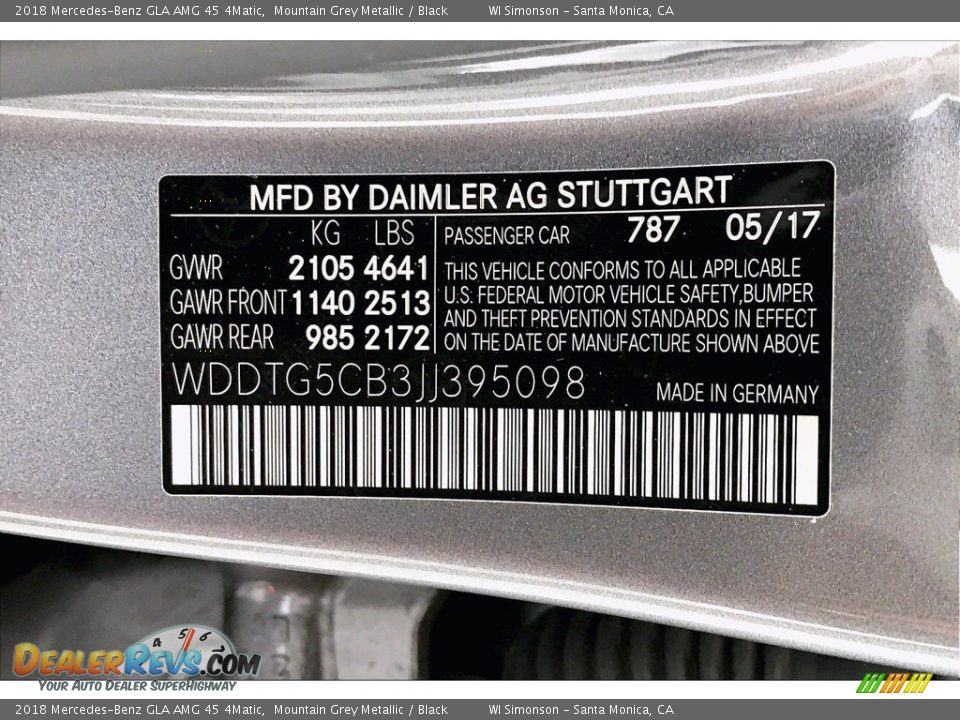 2018 Mercedes-Benz GLA AMG 45 4Matic,  Mountain Grey Metallic / Black  WI Simonson - Santa Monica, CA
MFD BY DAIMLER AG STUTTGART
KG LBS
GVWR 2105 4641
GAWR FRONT 1140 2513
GAWR REAR 985 2172
PASSENGER CAR 787 05/17
THIS VEHICLE CONFORMS TO ALL APPLICABLE
U.S. FEDERAL MOTOR VEHICLE SAFETY,BUMPER
AND THEFT PREVENTION STANDARDS IN EFFECT
ON THE DATE OF MANUFACTURE SHOWN ABOVE
WDDTG5CB3JJ395098
MADE IN GERMANY
4 5 6
DEALERREVS.COM
YOUR AUTO DEALER SUPERHIGHWAY
2018 Mercedes-Benz GLA AMG 45 4Matic,  Mountain Grey Metallic / Black  WI Simonson - Santa Monica, CA